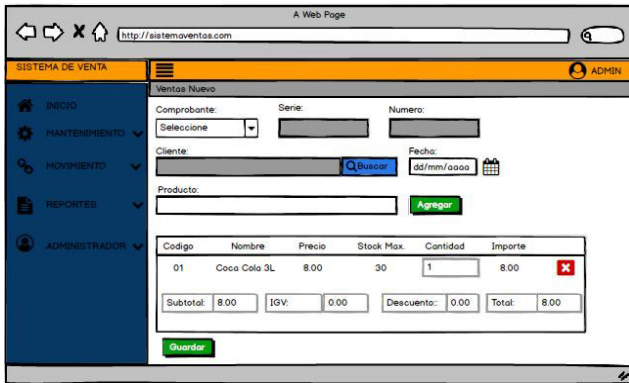 A Web Page
http://sistemaventas.com
SISTEMA DE VENTA
ADMIN
Ventas Nuevo
INICIO
MANTENIMIENTO
MOVIMIENTO
REPORTES
ADMINISTRADOR
Comprobante: Serie: Numero:
Seleccione
Cliente: Fecha:
Buscar dd/mm/aaaa
Producto:
Agregar
Codigo Nombre Precio Stock Max. Cantidad Importe
01 Coca Cola 3L 8.00 30 1 8.00
Subtotal: 8.00 IGV: 0.00 Descuento:: 0.00 Total: 8.00
Guardar